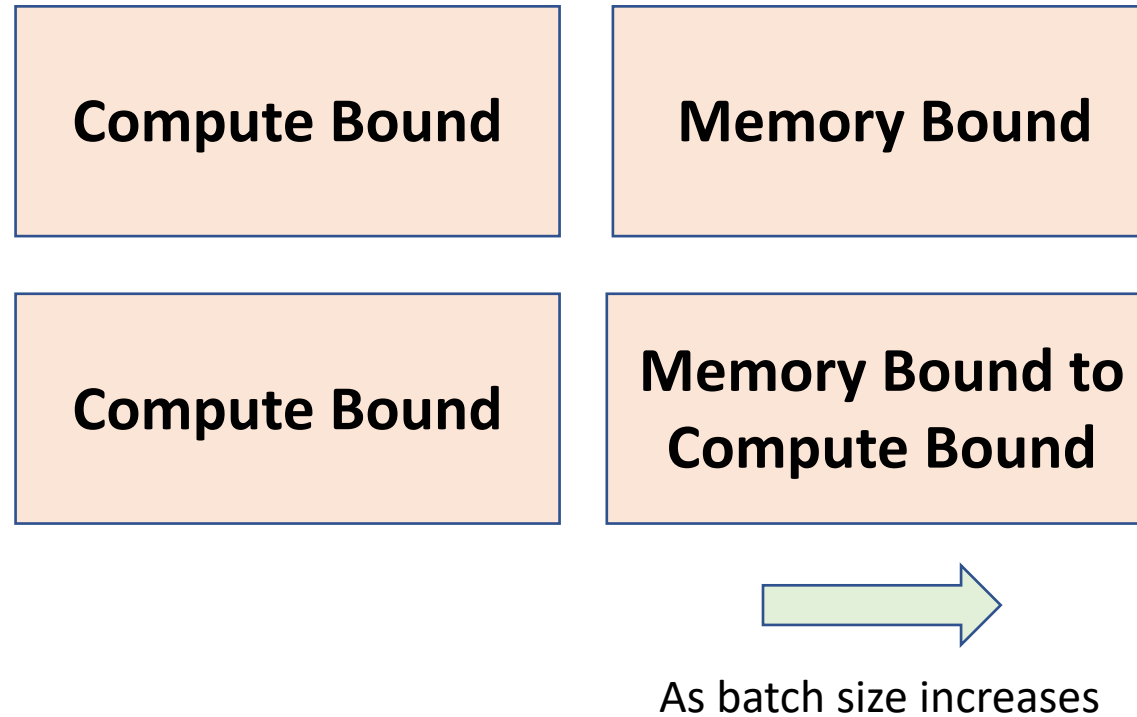 Compute Bound
Memory Bound
Compute Bound
Memory Bound to
Compute Bound
As batch size increases